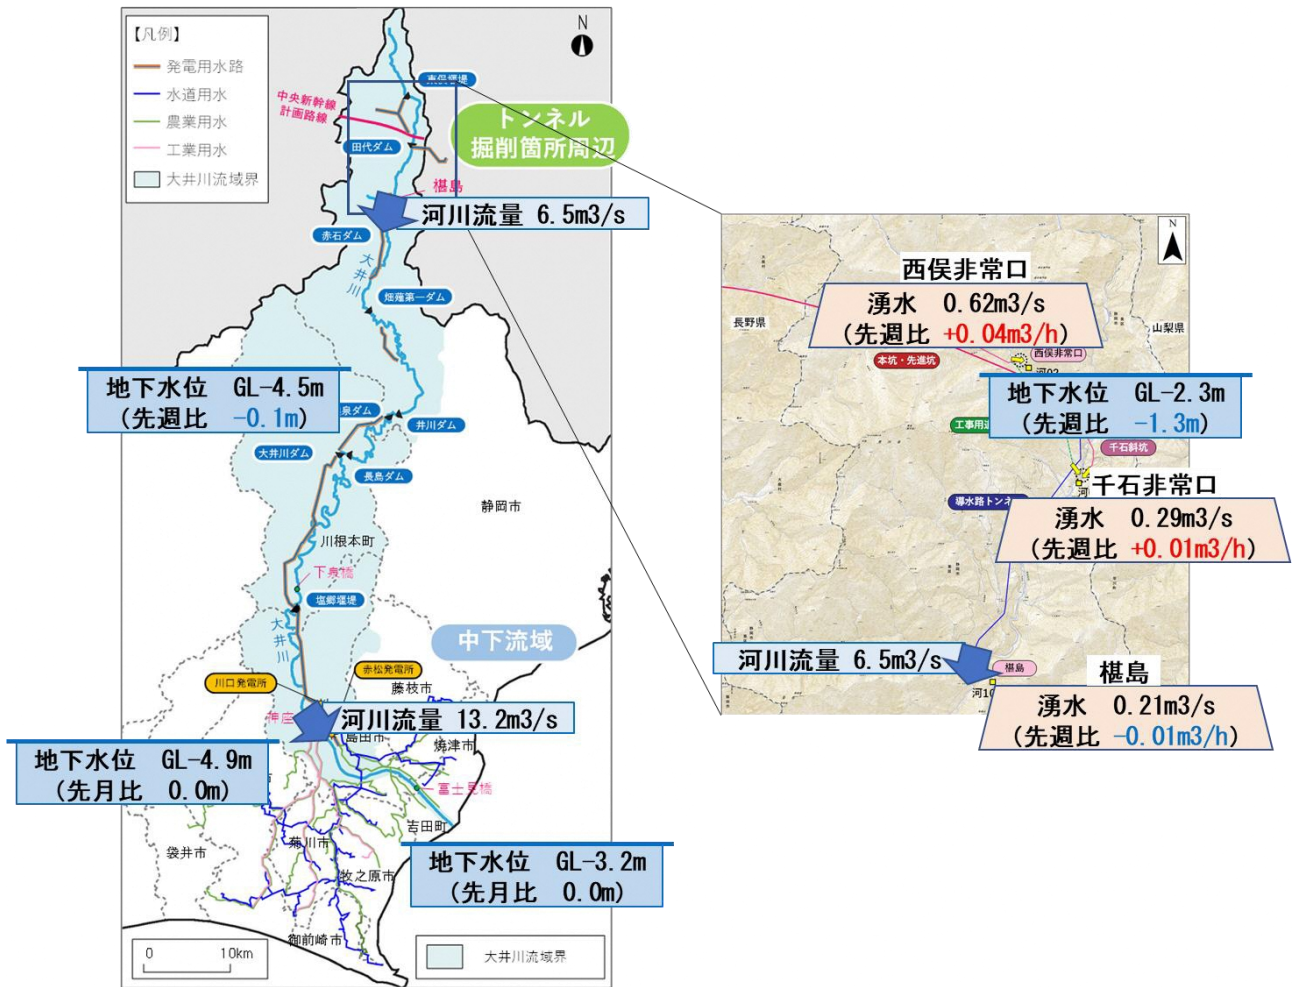 【凡例】
発電用水路
水道用水
農業用水
工業用水
大井川流域界
N
東俣堰堤
中央新幹線
計画路線
トンネル
掘削箇所周辺
田代ダム
椹島
河川流量 6.5m3/s
赤石ダム
大井川
畑薙第一ダム
地下水位 GL-4.5m
(先週比 -0.1m)
泉ダム
井川ダム
大井川ダム
長島ダム
静岡市
川根本町
下泉橋
塩郷堰堤
大井川
中下流域
赤松発電所
川口発電所
藤枝市
神座
河川流量 13.2m3/s
島田市
焼津市
地下水位 GL-4.9m
(先月比 0.0m)
市
富士見橋
吉田町
袋井市
菊川市
地下水位 GL-3.2m
(先月比 0.0m)
牧之原市
御前崎市
0 10km
大井川流域界
N
西俣非常口
湧水 0.62m3/s
(先週比 +0.04m3/h)
長野県
山梨県
本坑・先進坑
西俣非常口
河02
地下水位 GL-2.3m
(先週比 -1.3m)
工事用道
千石斜坑
河
千石非常口
導水路トンネ
湧水 0.29m3/s
(先週比 +0.01m3/h)
河川流量 6.5m3/s
椹島
河10
椹島
湧水 0.21m3/s
(先週比 -0.01m3/h)